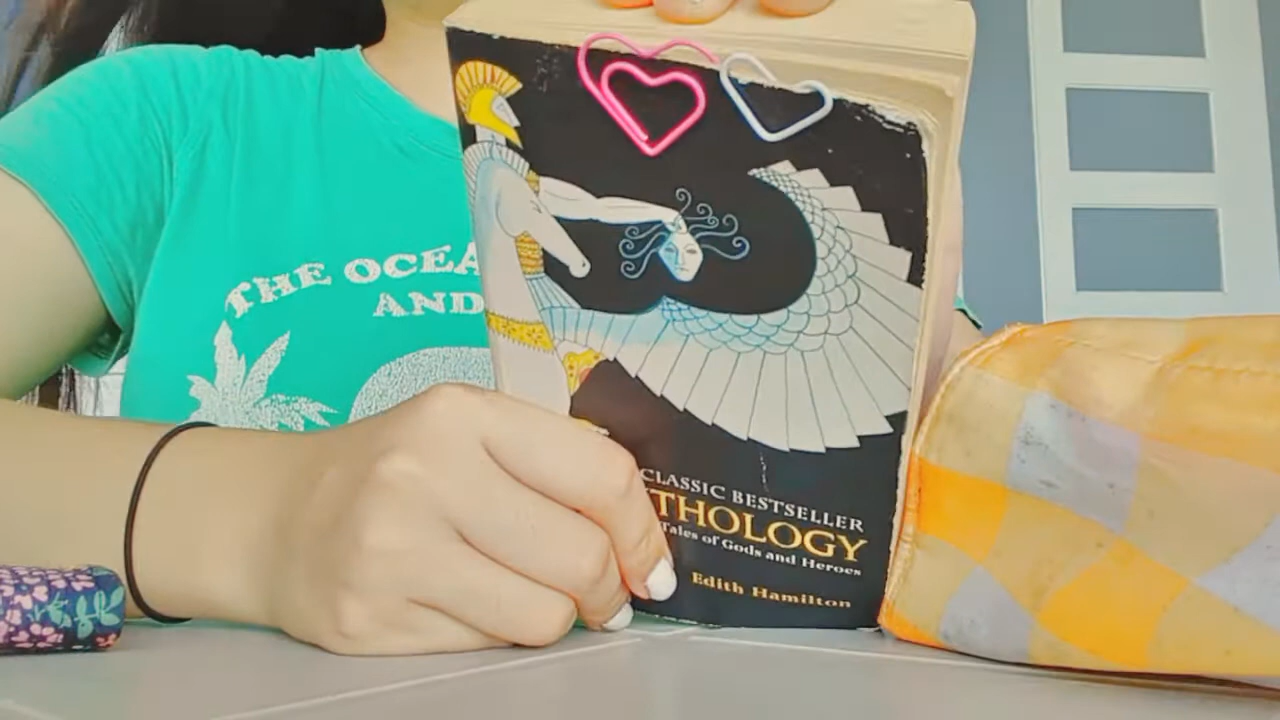 THE OCEA
AND
CLASSIC BESTSELLER
THOLOGY
Tales of Gods and Heroes
Edith Hamilton